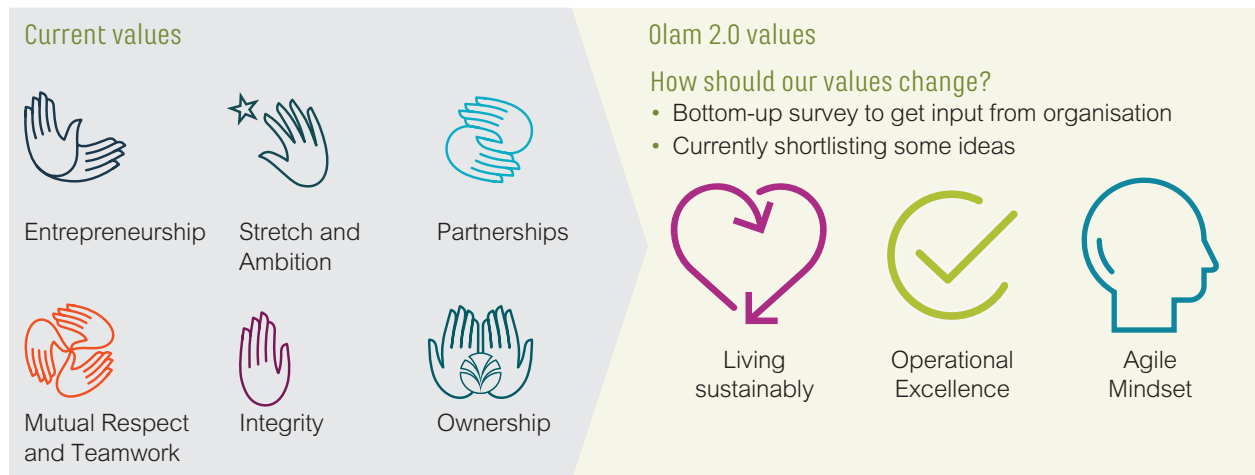 Current values
Entrepreneurship
Stretch and
Ambition
Partnerships
Mutual Respect
and Teamwork
Integrity
Ownership
Olam 2.0 values
How should our values change?
• Bottom-up survey to get input from organisation
• Currently shortlisting some ideas
Living
sustainably
Operational
Excellence
Agile
Mindset